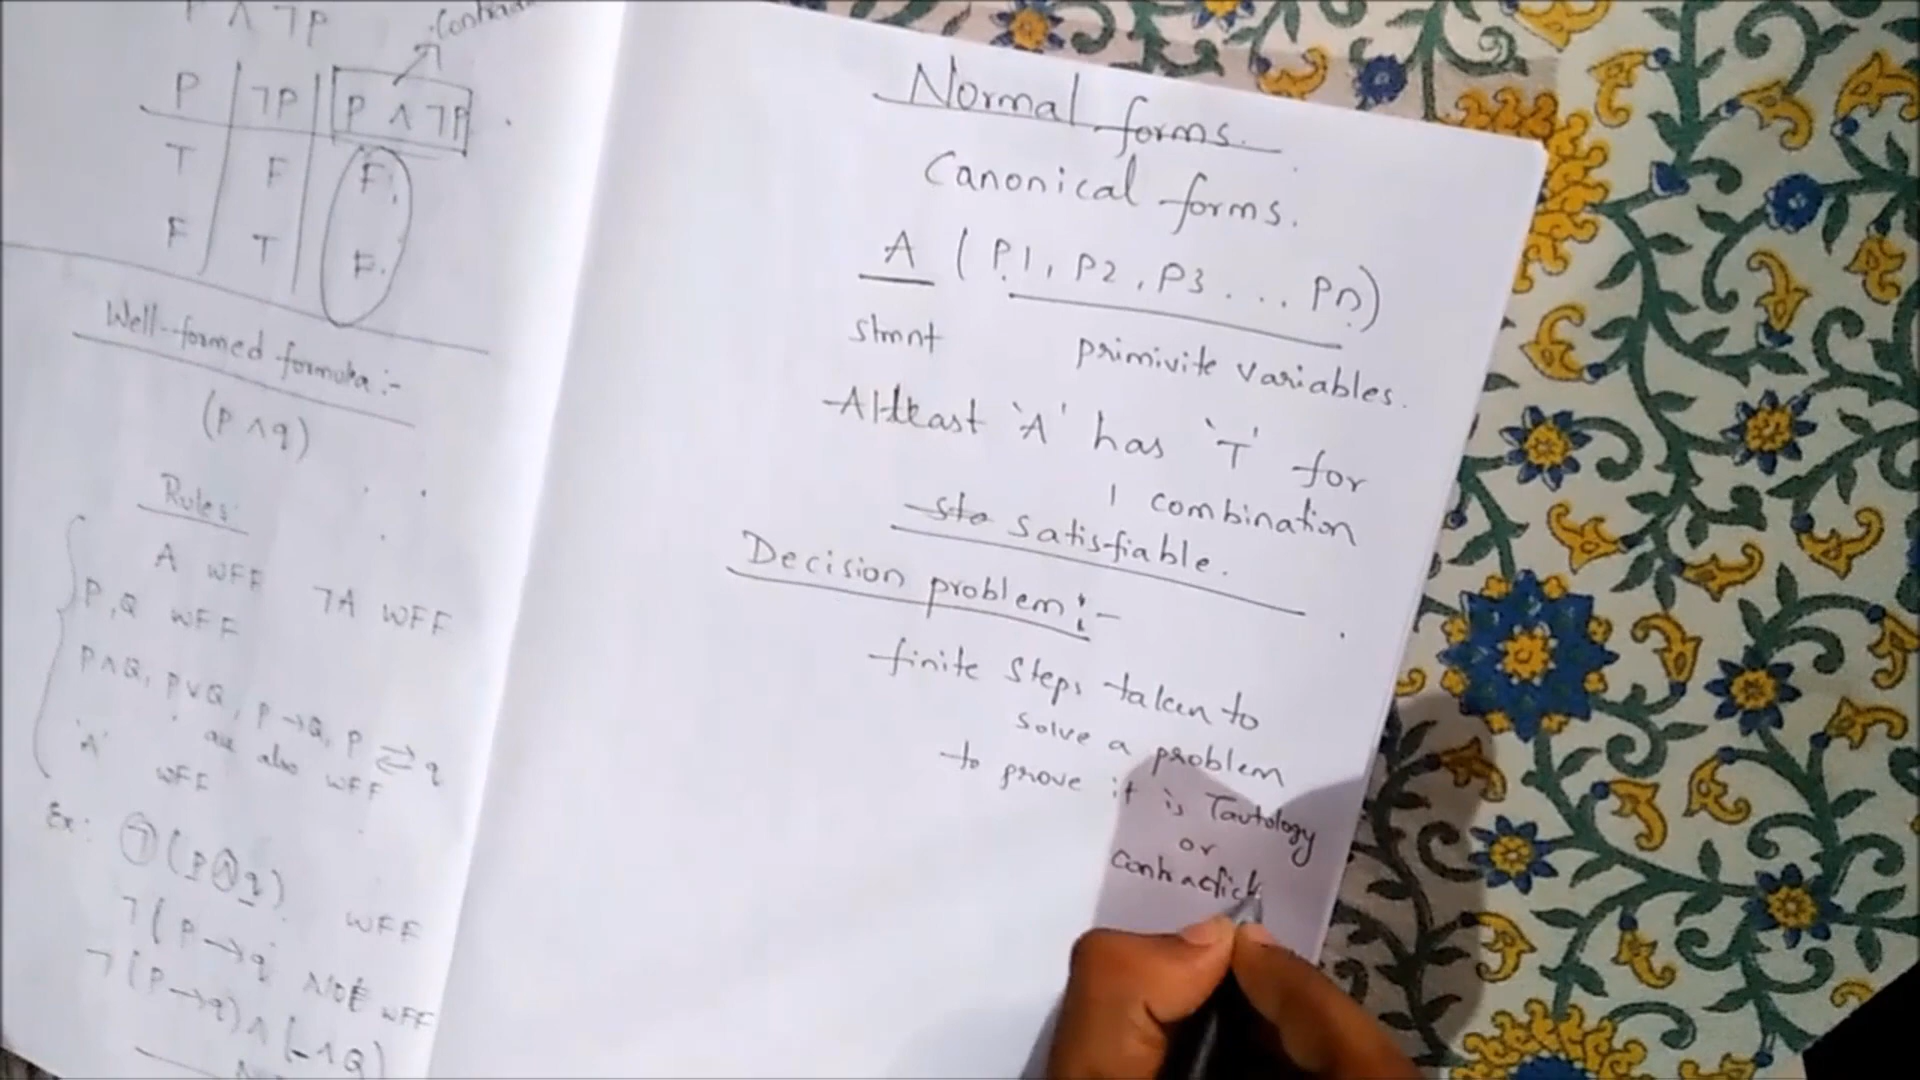 P ∧ ¬P
P ¬P P ∧ ¬P
T F F
F T F
Well-formed formula:-
(P ∧ q)
Rules
A WFF ¬A WFF
P, Q WFF
P∧Q, P∨Q, P→Q, P ⇄ q
are also WFF
'A' WFF
Ex: ¬(P∧q) WFF
¬(P→q NOT WFF
¬(P→q)∧(-∧Q)
Normal forms.
Canonical forms.
A (P1, P2, P3 ... Pn)
stmnt primivite variables.
Atleast 'A' has 'T' for
1 combination
satisfiable.
Decision problem:-
finite steps taken to
solve a problem
to prove it is Tautology
or